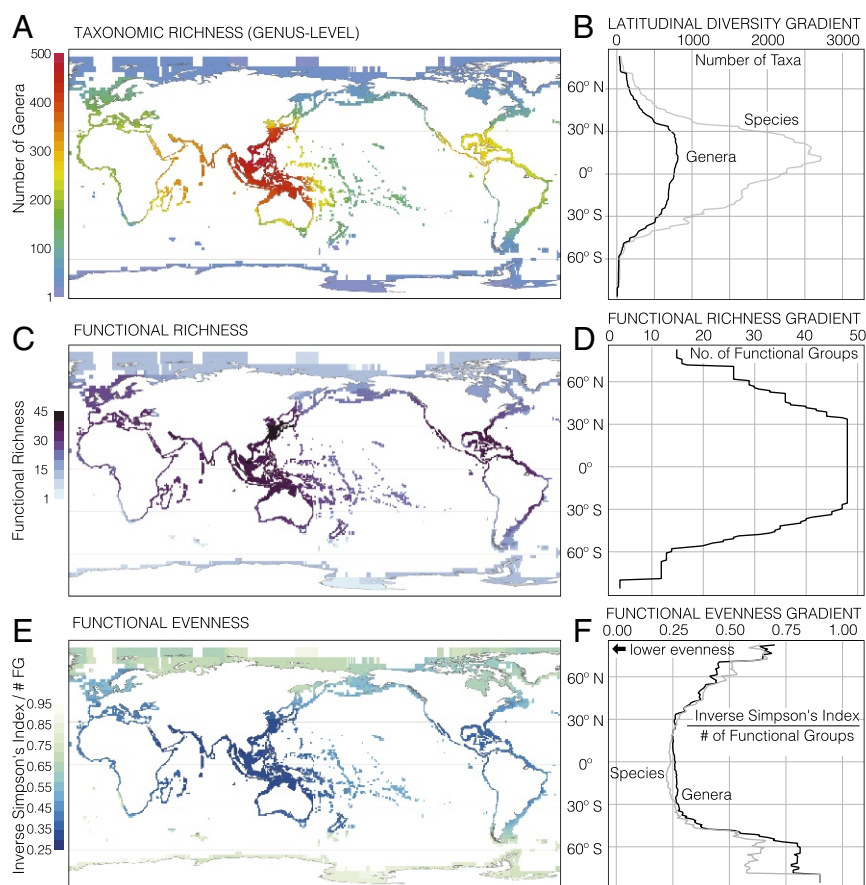 A
TAXONOMIC RICHNESS (GENUS-LEVEL)
Number of Genera
500
400
300
200
100
1
B
LATITUDINAL DIVERSITY GRADIENT
0 1000 2000 3000
Number of Taxa
60° N
30° N
0°
30° S
60° S
Species
Genera
C
FUNCTIONAL RICHNESS
Functional Richness
45
30
15
1
D
FUNCTIONAL RICHNESS GRADIENT
0 10 20 30 40 50
No. of Functional Groups
60° N
30° N
0°
30° S
60° S
E
FUNCTIONAL EVENNESS
Inverse Simpson's Index / # FG
0.95
0.85
0.75
0.65
0.55
0.45
0.35
0.25
F
FUNCTIONAL EVENNESS GRADIENT
0.00 0.25 0.50 0.75 1.00
lower evenness
60° N
30° N
0°
30° S
60° S
Inverse Simpson's Index
# of Functional Groups
Species
Genera